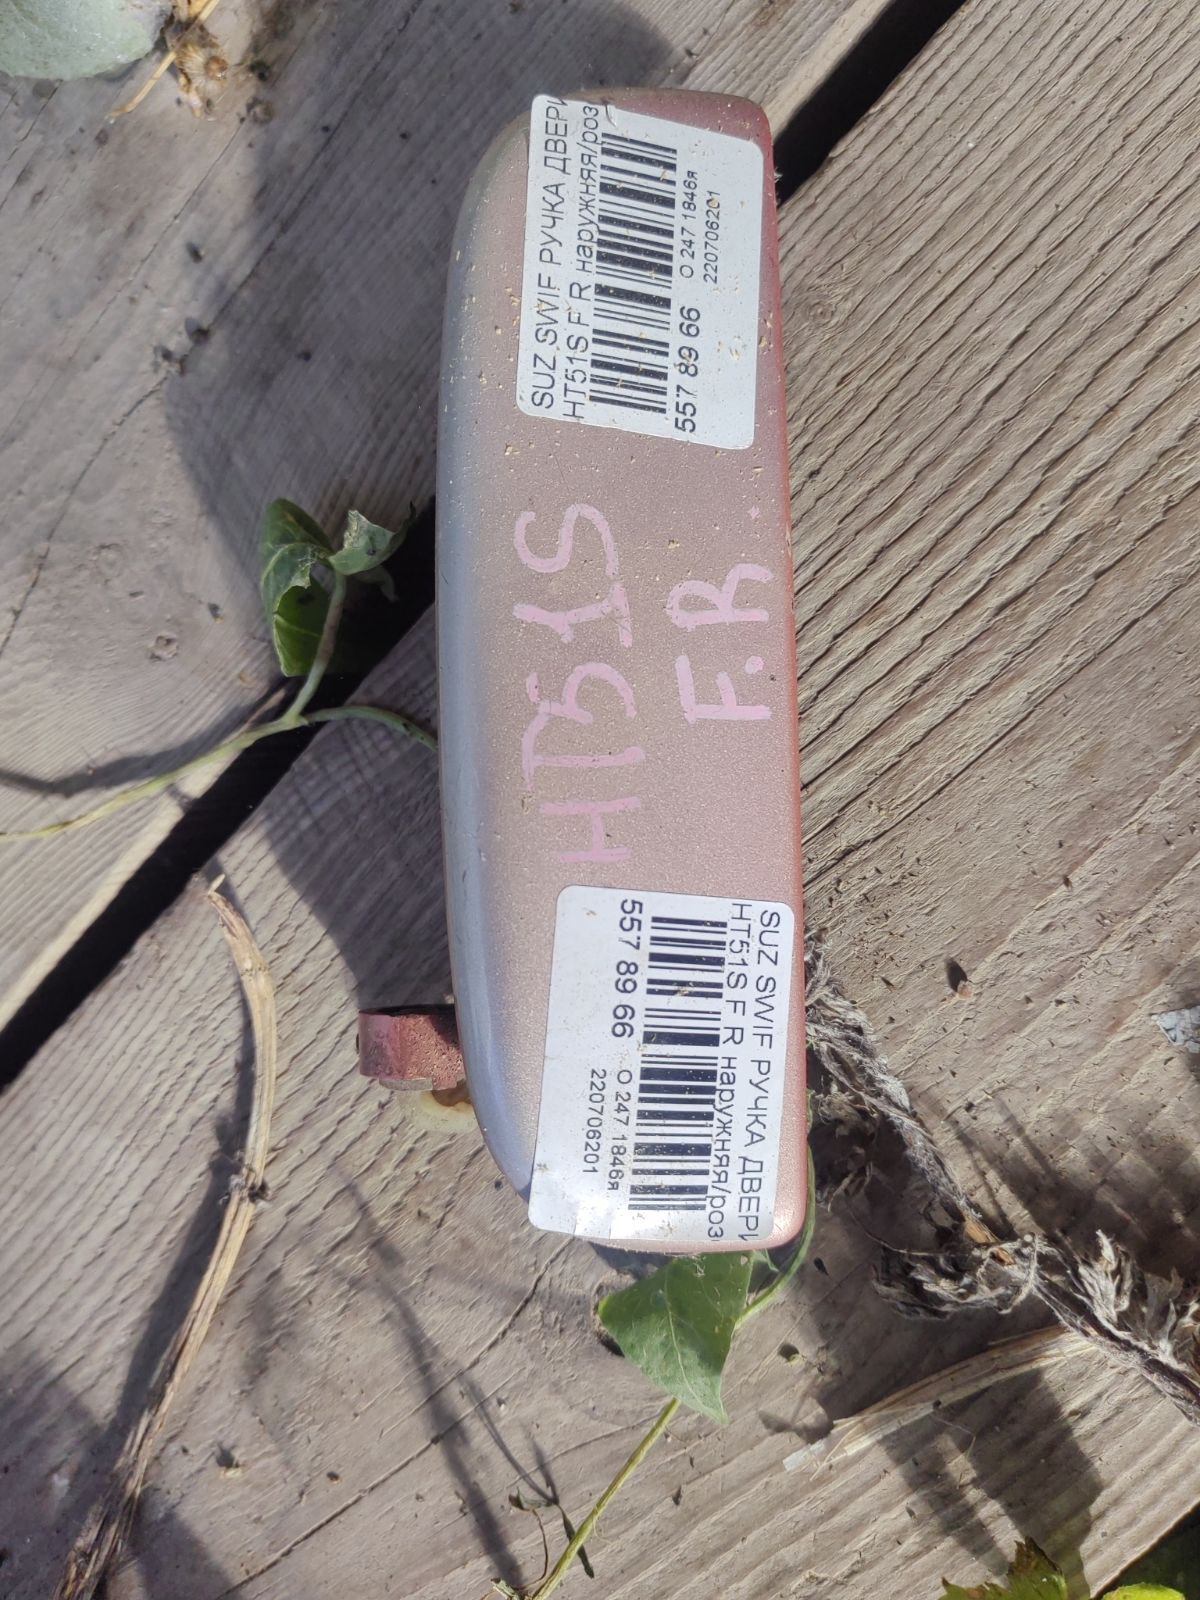 SUZ SWIF РУЧКА ДВЕРИ
HT51S F R наружняя/роз
557 89 66
О 247 1846я
220706201
HT51S
F.R.
SUZ SWIF РУЧКА ДВЕРИ
HT51S F R наружняя/роз
557 89 66
О 247 1846я
220706201